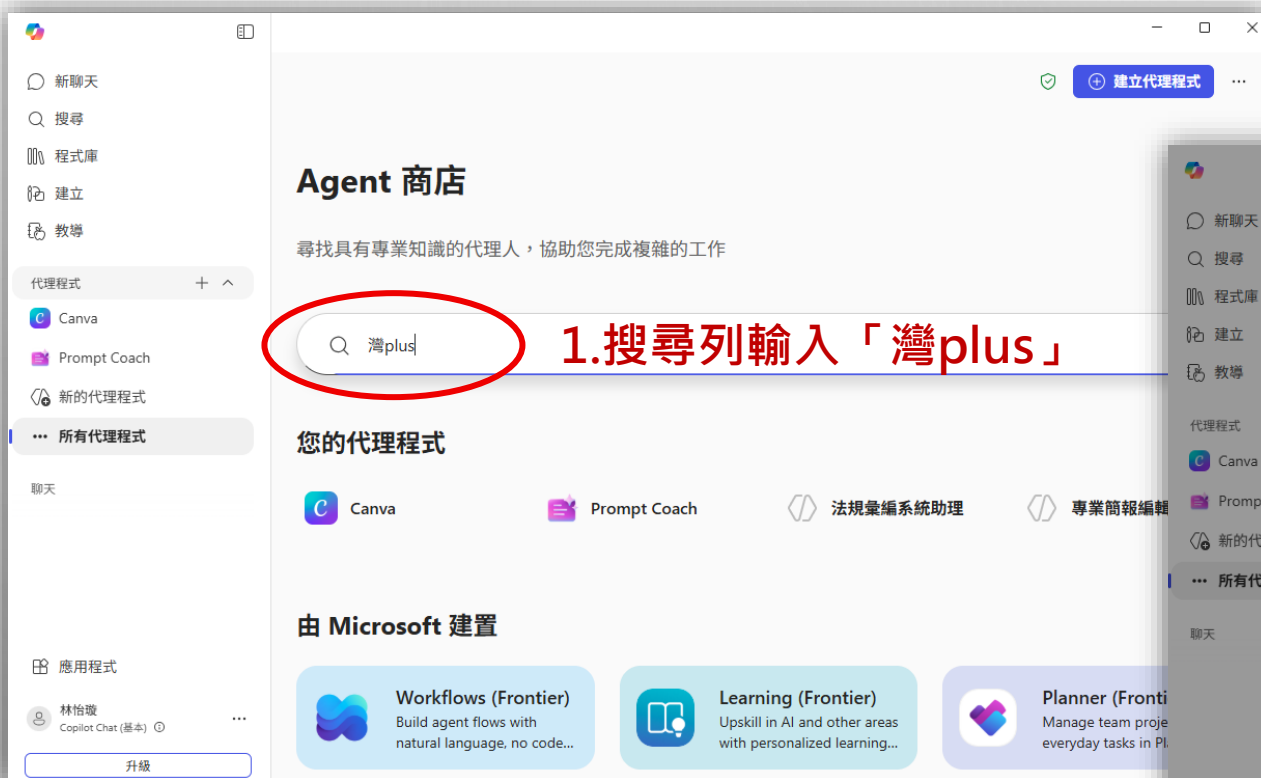 新聊天
搜尋
程式庫
建立
教導
代理程式
Canva
Prompt Coach
新的代理程式
所有代理程式
聊天
應用程式
林怡璇
Copilot Chat (基本)
升級
建立代理程式
Agent 商店
尋找具有專業知識的代理人，協助您完成複雜的工作
灣plus
1.搜尋列輸入「灣plus」
您的代理程式
Canva
Prompt Coach
法規彙編系統助理
專業簡報編輯
由 Microsoft 建置
Workflows (Frontier)
Build agent flows with
natural language, no code...
Learning (Frontier)
Upskill in AI and other areas
with personalized learning...
Planner (Fronti
Manage team proje
everyday tasks in Pl
新聊天
搜尋
程式庫
建立
教導
代理程式
Canva
Promp
新的代
所有代
聊天